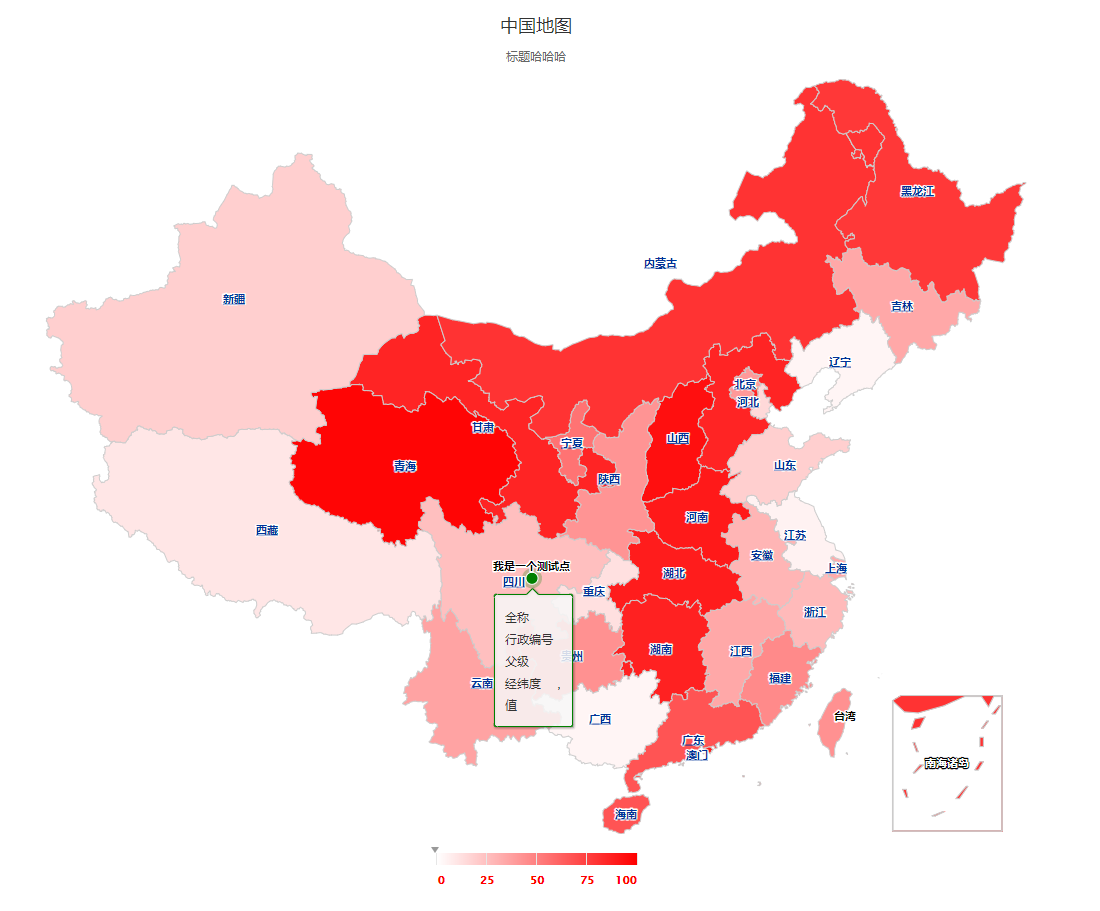 中国地图
标题哈哈哈
黑龙江
内蒙古
新疆
吉林
辽宁
北京
河北
甘肃
山西
宁夏
青海
山东
陕西
河南
西藏
江苏
安徽
我是一个测试点
上海
湖北
四川
重庆
浙江
全称
行政编号
湖南
江西
父级
州
福建
云南
经纬度 ,
值
台湾
广西
广东
澳门
南海诸岛
海南
0 25 50 75 100